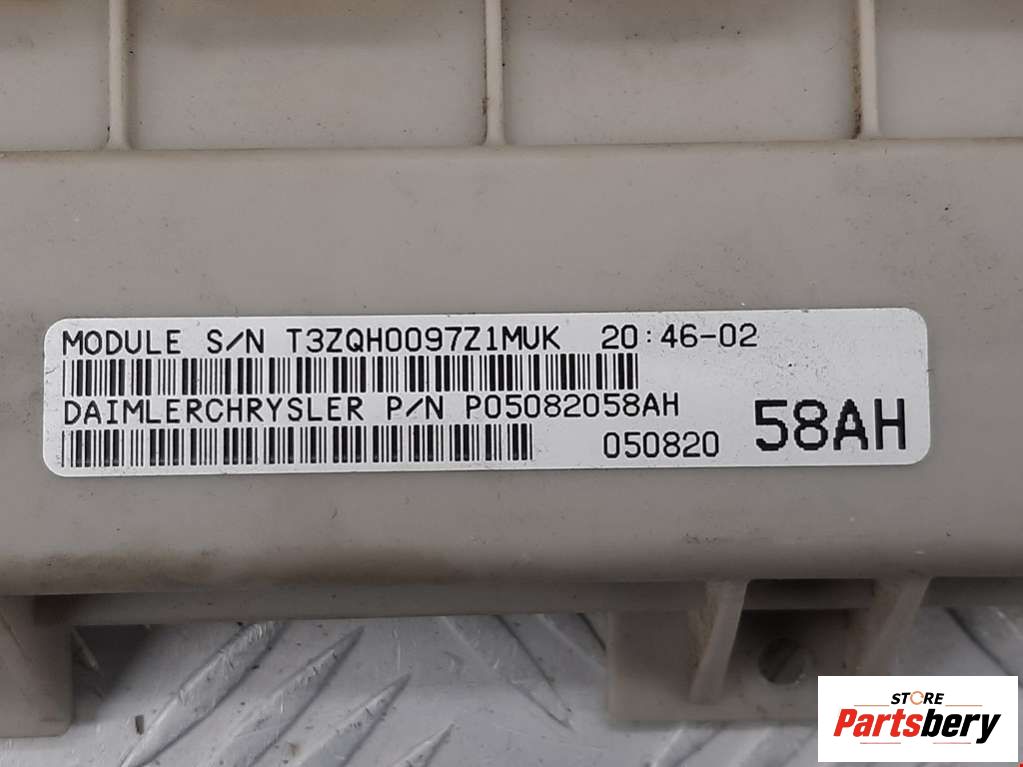 MODULE S/N T3ZQH0097Z1MUK 20:46-02
DAIMLERCHRYSLER P/N P05082058AH
050820 58AH
STORE
Partsbery